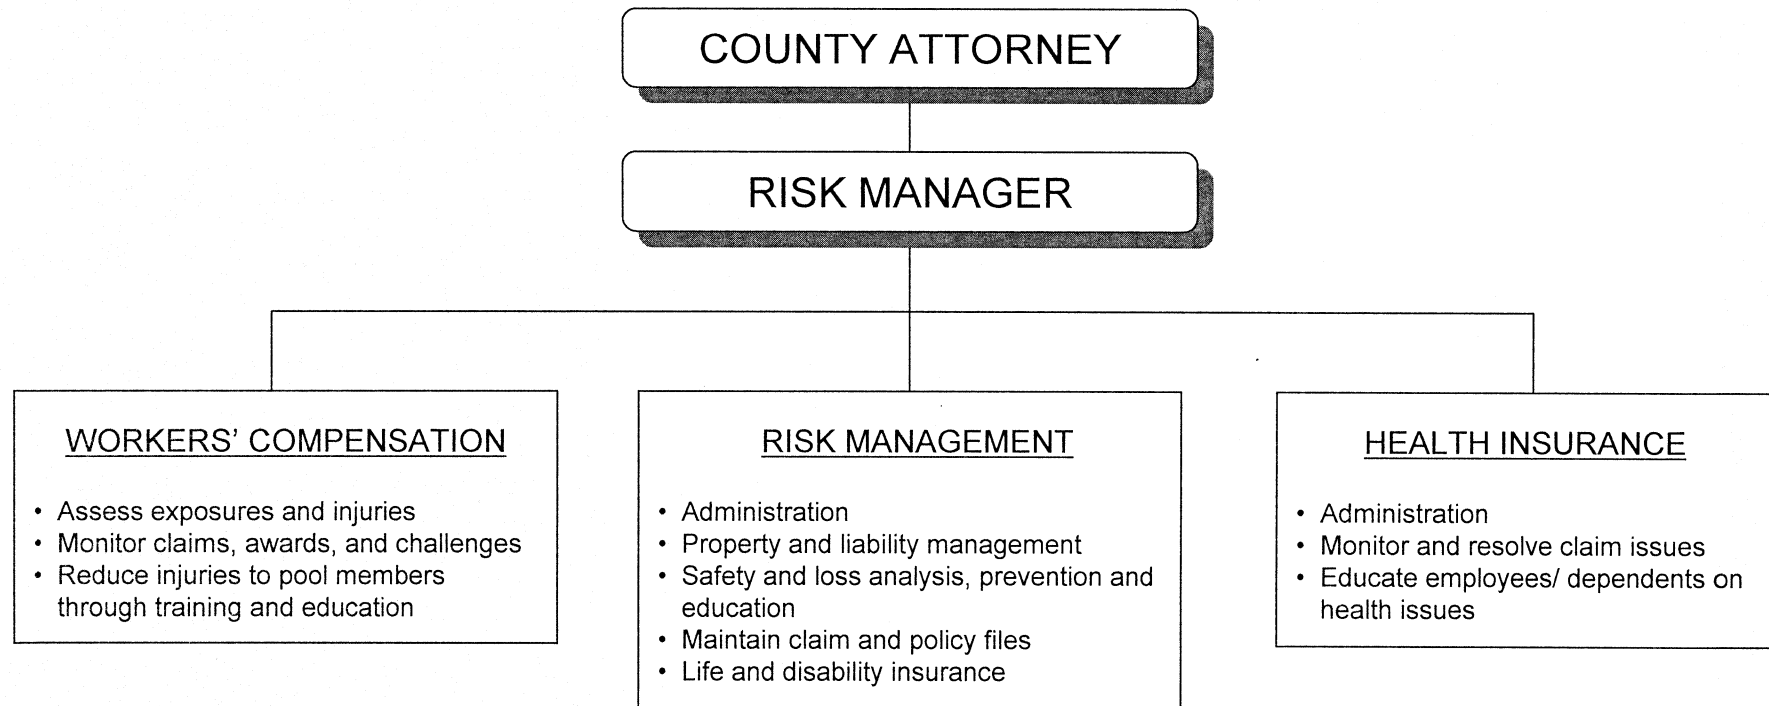 COUNTY ATTORNEY
RISK MANAGER
WORKERS’ COMPENSATION
• Assess exposures and injuries
• Monitor claims, awards, and challenges
• Reduce injuries to pool members
through training and education
RISK MANAGEMENT
• Administration
• Property and liability management
• Safety and loss analysis, prevention and
education
• Maintain claim and policy files
• Life and disability insurance
HEALTH INSURANCE
• Administration
• Monitor and resolve claim issues
• Educate employees/ dependents on
health issues